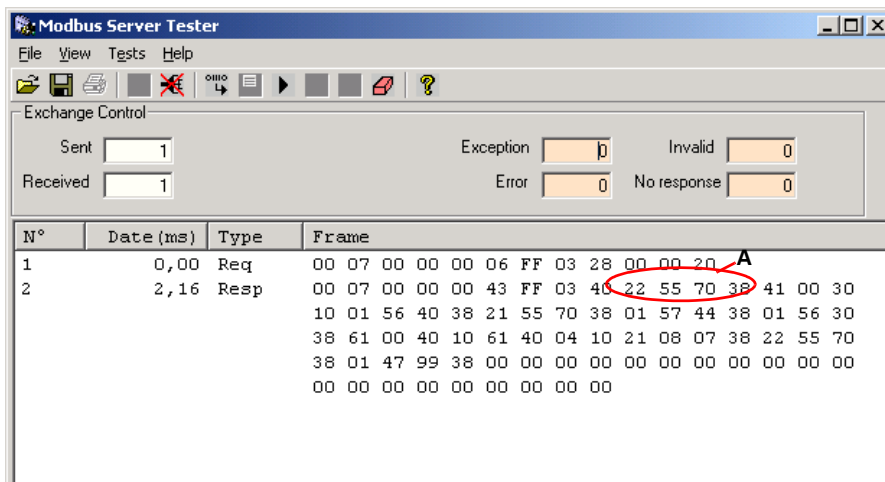 Modbus Server Tester
File View Tests Help
Exchange Control
Sent 1 Exception 0 Invalid 0
Received 1 Error 0 No response 0
N° Date(ms) Type Frame
A
1 0,00 Req 00 07 00 00 00 06 FF 03 28 00 00 20
2 2,16 Resp 00 07 00 00 00 43 FF 03 40 22 55 70 38 41 00 30
10 01 56 40 38 21 55 70 38 01 57 44 38 01 56 30
38 61 00 40 10 61 40 04 10 21 08 07 38 22 55 70
38 01 47 99 38 00 00 00 00 00 00 00 00 00 00 00
00 00 00 00 00 00 00 00 00